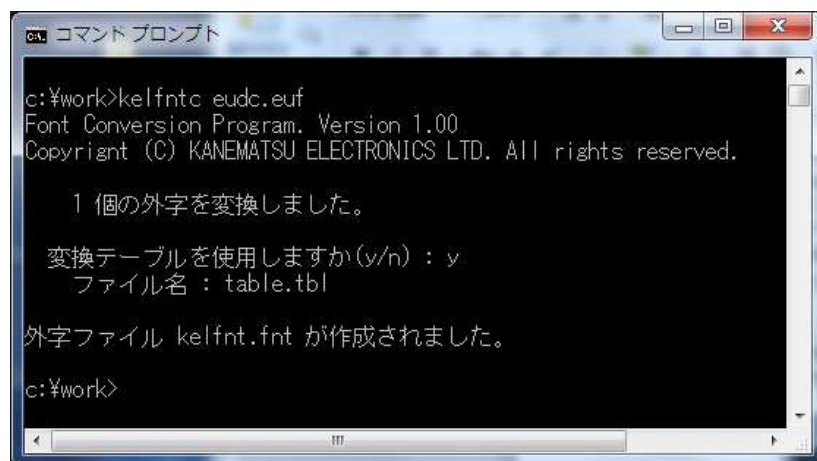 コマンド プロンプト
c:¥work>kelfntc eudc.euf
Font Conversion Program. Version 1.00
Copyrignt (C) KANEMATSU ELECTRONICS LTD. All rights reserved.
1 個の外字を変換しました。
変換テーブルを使用しますか(y/n) : y
ファイル名 : table.tbl
外字ファイル kelfnt.fnt が作成されました。
c:¥work>